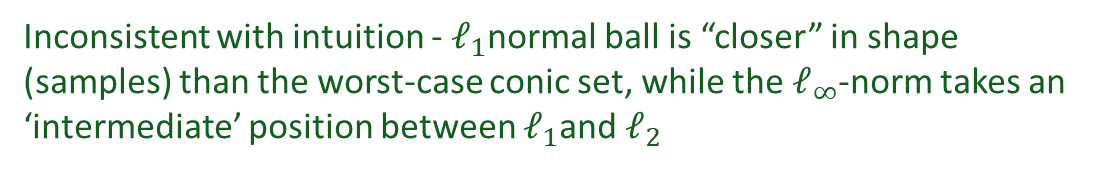 Inconsistent with intuition - ℓ₁normal ball is “closer” in shape
(samples) than the worst-case conic set, while the ℓ∞-norm takes an
‘intermediate’ position between ℓ₁and ℓ₂